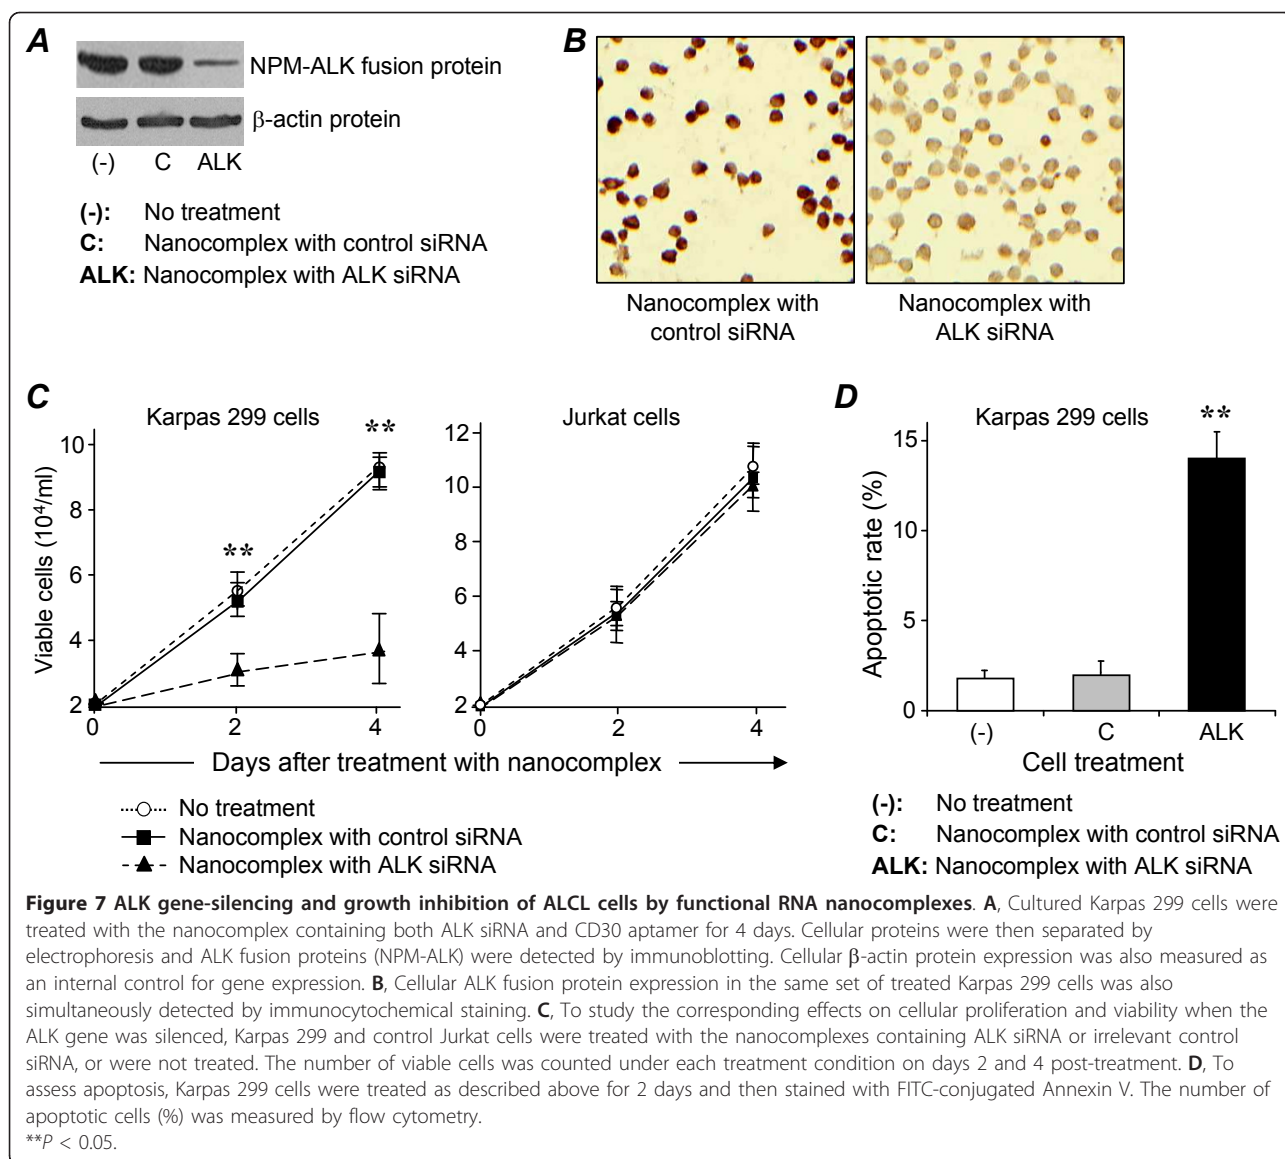 A
NPM-ALK fusion protein
β-actin protein
(-) C ALK
(-): No treatment
C: Nanocomplex with control siRNA
ALK: Nanocomplex with ALK siRNA
B
Nanocomplex with
control siRNA
Nanocomplex with
ALK siRNA
C
Karpas 299 cells
**
**
Viable cells (10⁴/ml)
10
8
6
4
2
0 2 4
Jurkat cells
12
10
8
6
4
2
0 2 4
Days after treatment with nanocomplex
No treatment
Nanocomplex with control siRNA
Nanocomplex with ALK siRNA
D
Karpas 299 cells
**
Apoptotic rate (%)
15
10
5
0
(-) C ALK
Cell treatment
(-): No treatment
C: Nanocomplex with control siRNA
ALK: Nanocomplex with ALK siRNA
Figure 7 ALK gene-silencing and growth inhibition of ALCL cells by functional RNA nanocomplexes. A, Cultured Karpas 299 cells were
treated with the nanocomplex containing both ALK siRNA and CD30 aptamer for 4 days. Cellular proteins were then separated by
electrophoresis and ALK fusion proteins (NPM-ALK) were detected by immunoblotting. Cellular β-actin protein expression was also measured as
an internal control for gene expression. B, Cellular ALK fusion protein expression in the same set of treated Karpas 299 cells was also
simultaneously detected by immunocytochemical staining. C, To study the corresponding effects on cellular proliferation and viability when the
ALK gene was silenced, Karpas 299 and control Jurkat cells were treated with the nanocomplexes containing ALK siRNA or irrelevant control
siRNA, or were not treated. The number of viable cells was counted under each treatment condition on days 2 and 4 post-treatment. D, To
assess apoptosis, Karpas 299 cells were treated as described above for 2 days and then stained with FITC-conjugated Annexin V. The number of
apoptotic cells (%) was measured by flow cytometry.
**P < 0.05.